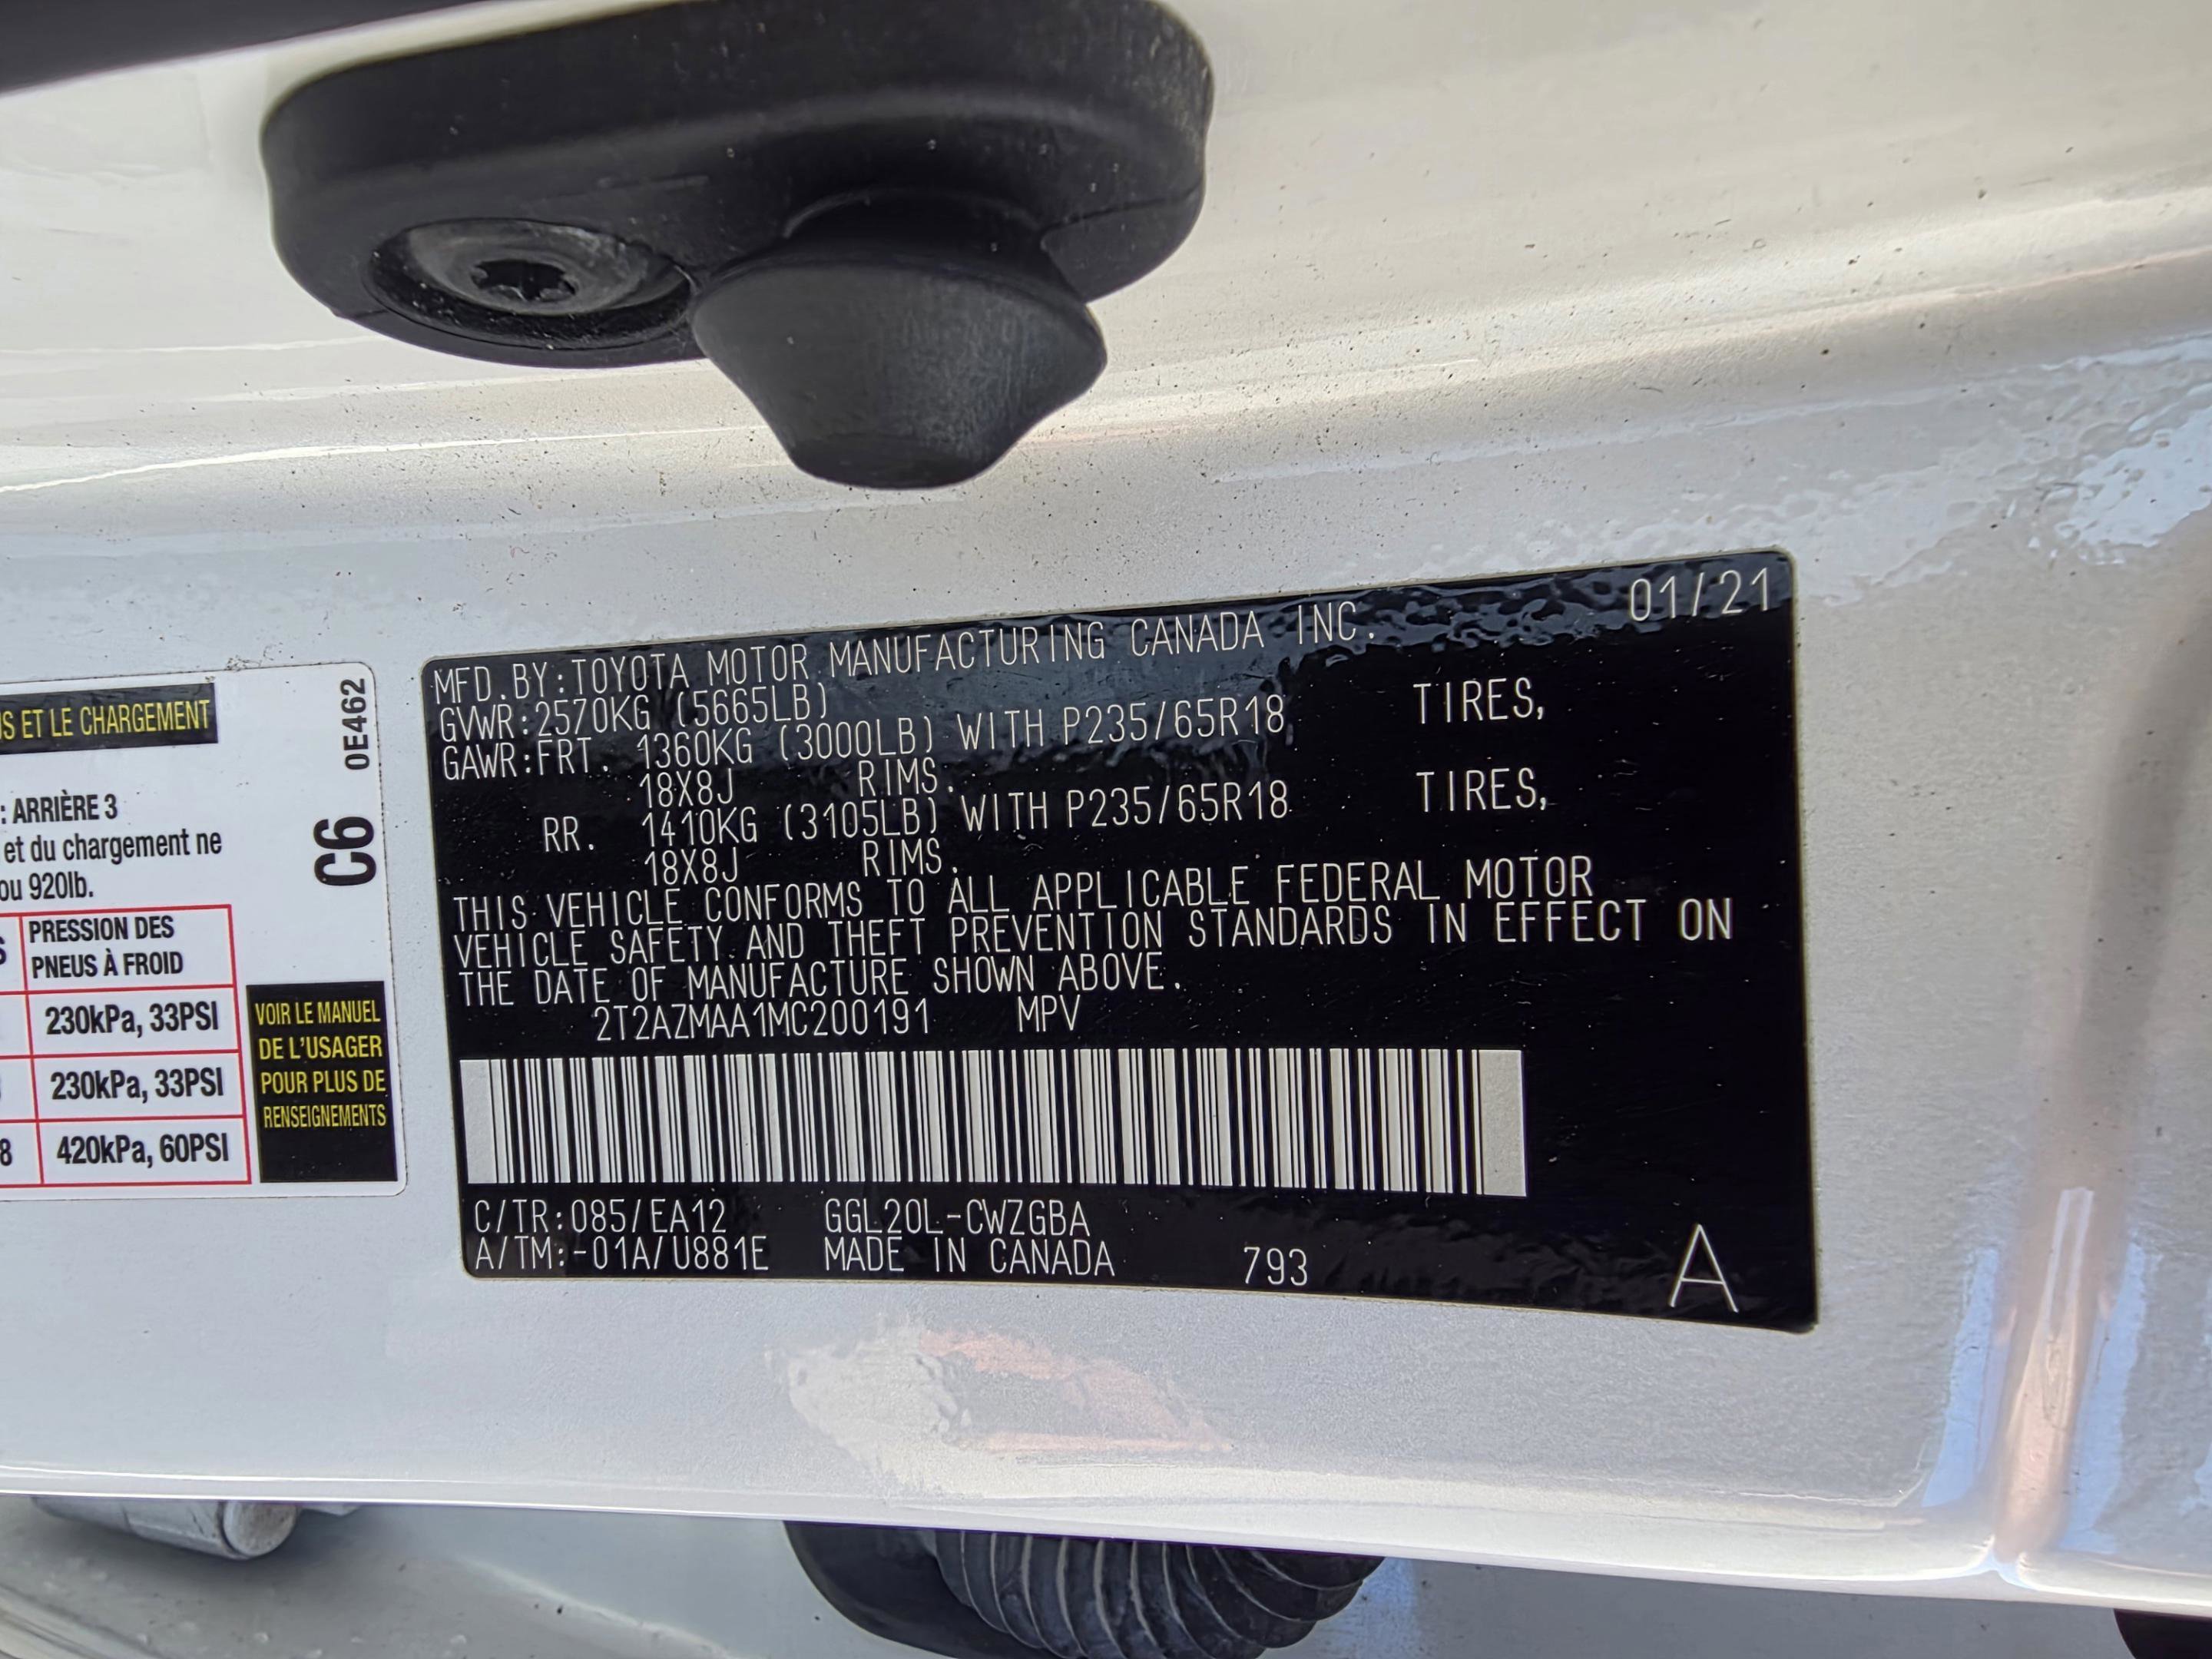 MFD.BY:TOYOTA MOTOR MANUFACTURING CANADA INC. 01/21
GVWR:2570KG (5665LB)
GAWR:FRT. 1360KG (3000LB) WITH P235/65R18 TIRES,
18X8J RIMS.
RR. 1410KG (3105LB) WITH P235/65R18 TIRES,
18X8J RIMS.
THIS VEHICLE CONFORMS TO ALL APPLICABLE FEDERAL MOTOR
VEHICLE SAFETY AND THEFT PREVENTION STANDARDS IN EFFECT ON
THE DATE OF MANUFACTURE SHOWN ABOVE.
2T2AZMAA1MC200191 MPV
C/TR:085/EA12 GGL20L-CWZGBA
A/TM:-01A/U881E MADE IN CANADA 793 A
ET LE CHARGEMENT
: ARRIÈRE 3
et du chargement ne
ou 920lb.
PRESSION DES
PNEUS À FROID
230kPa, 33PSI
230kPa, 33PSI
8 420kPa, 60PSI
C6 0E462
VOIR LE MANUEL
DE L'USAGER
POUR PLUS DE
RENSEIGNEMENTS